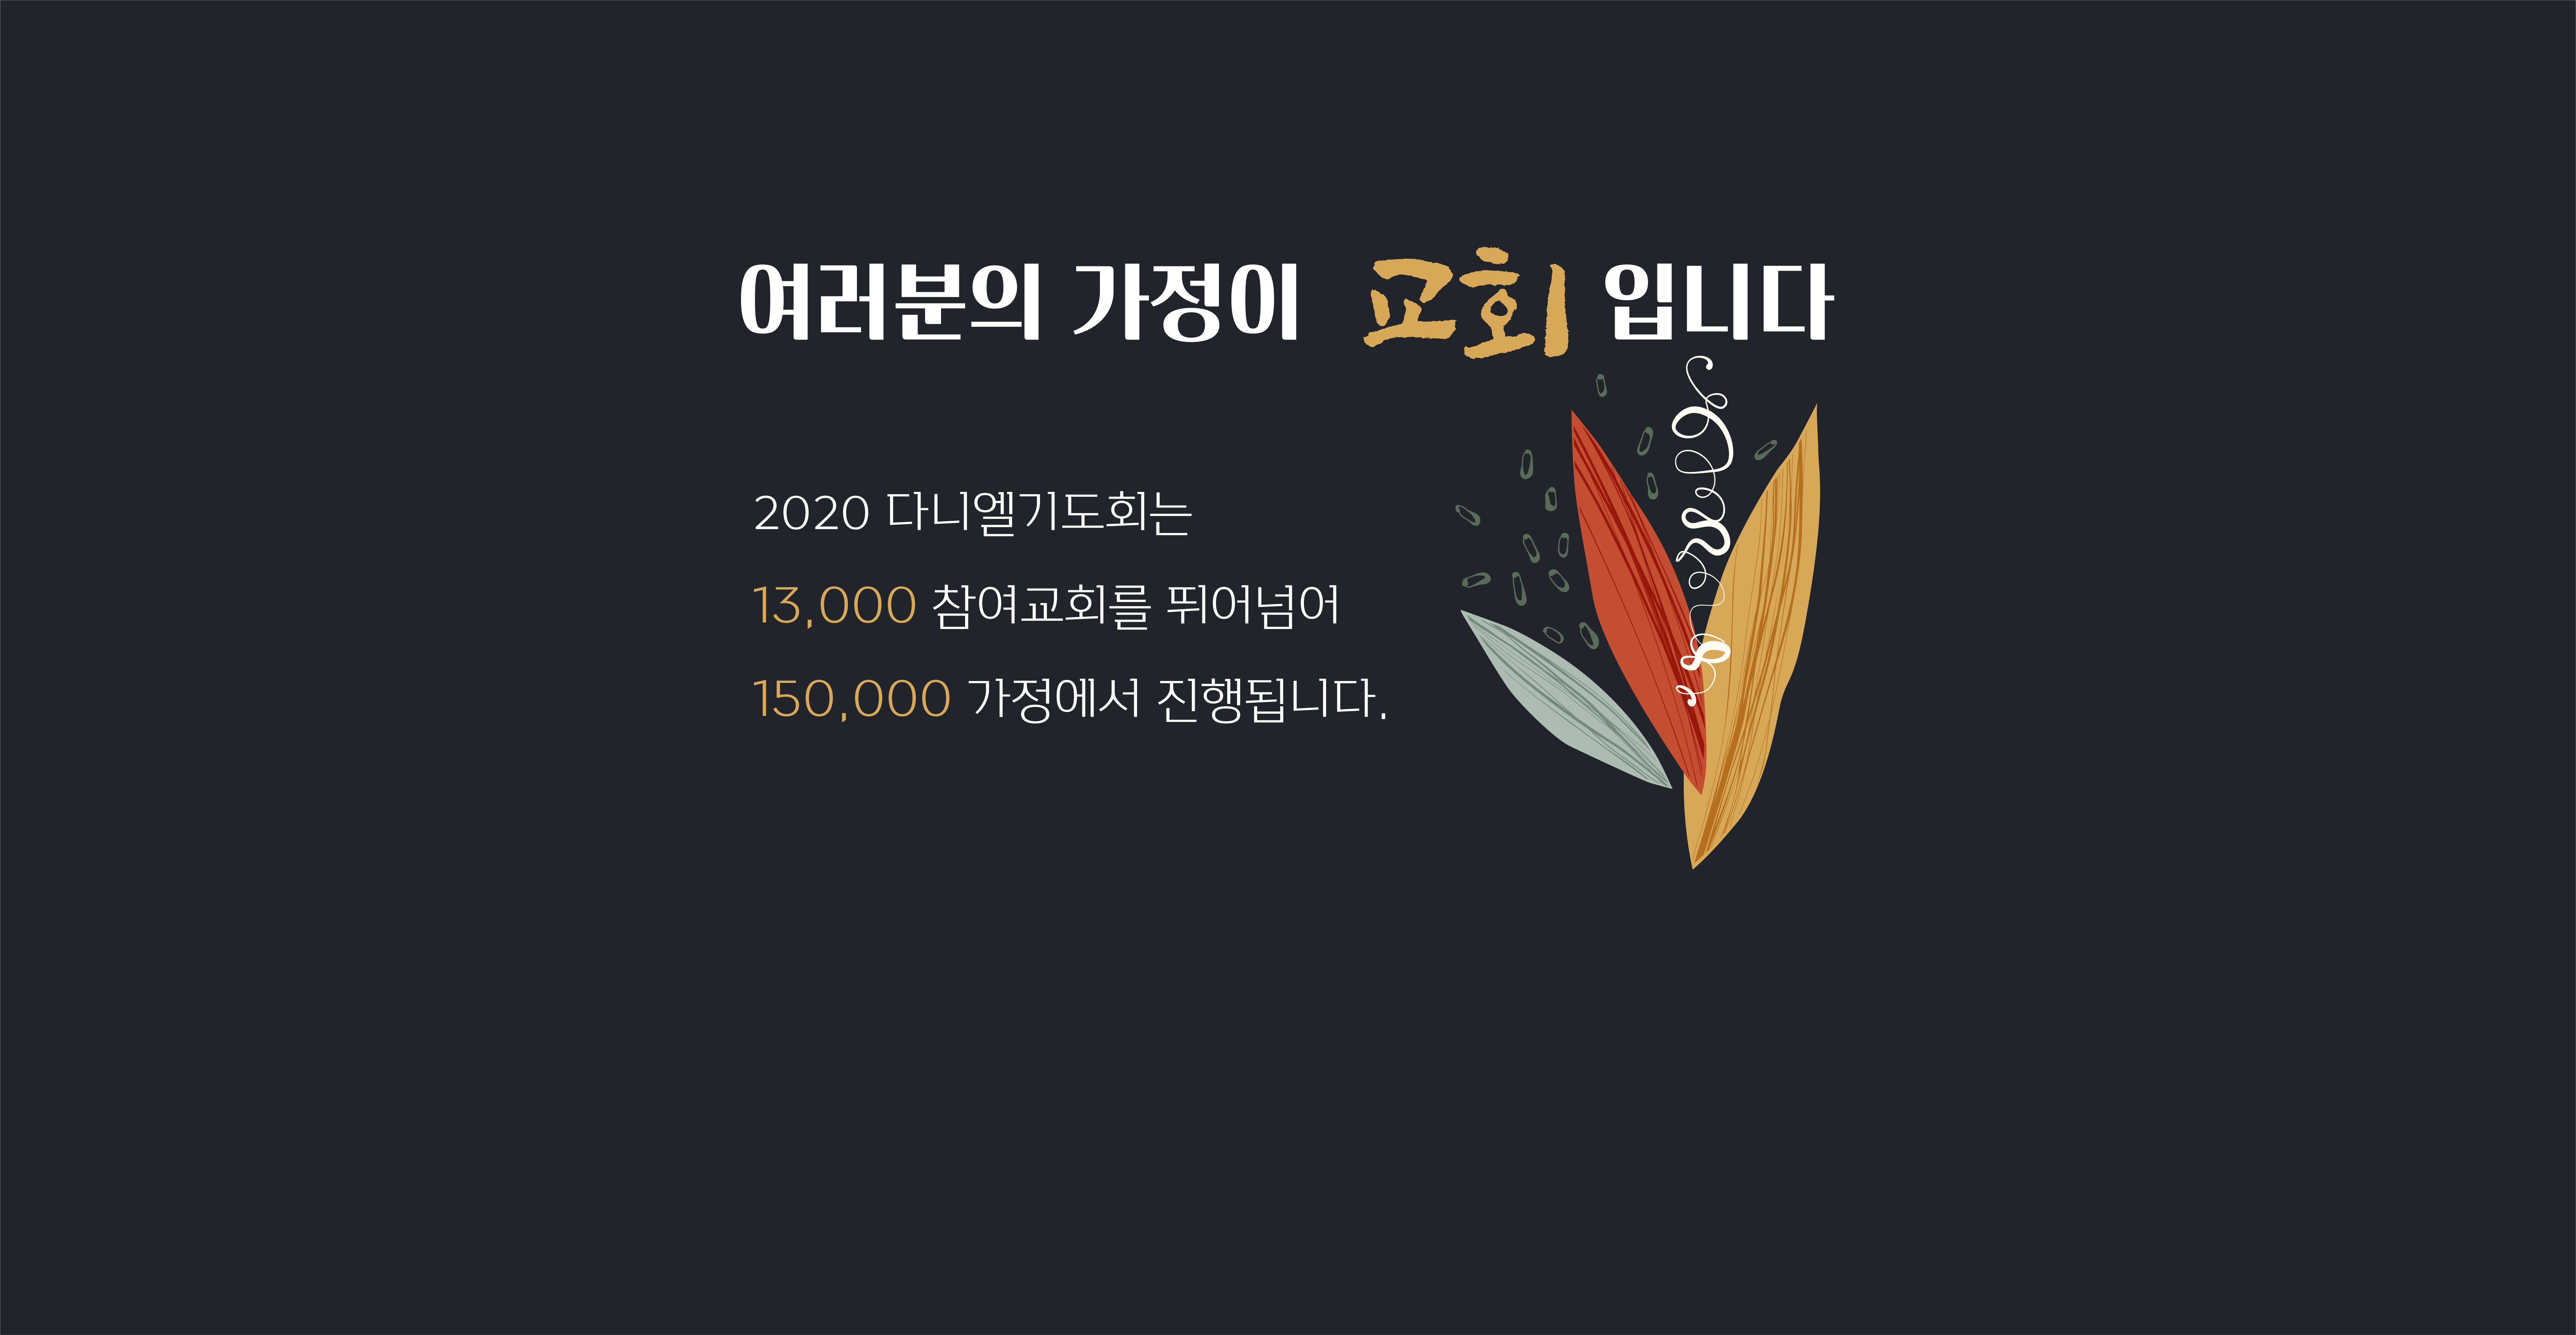 여러분의 가정이 교회 입니다
2020 다니엘기도회는
13,000 참여교회를 뛰어넘어
150,000 가정에서 진행됩니다.